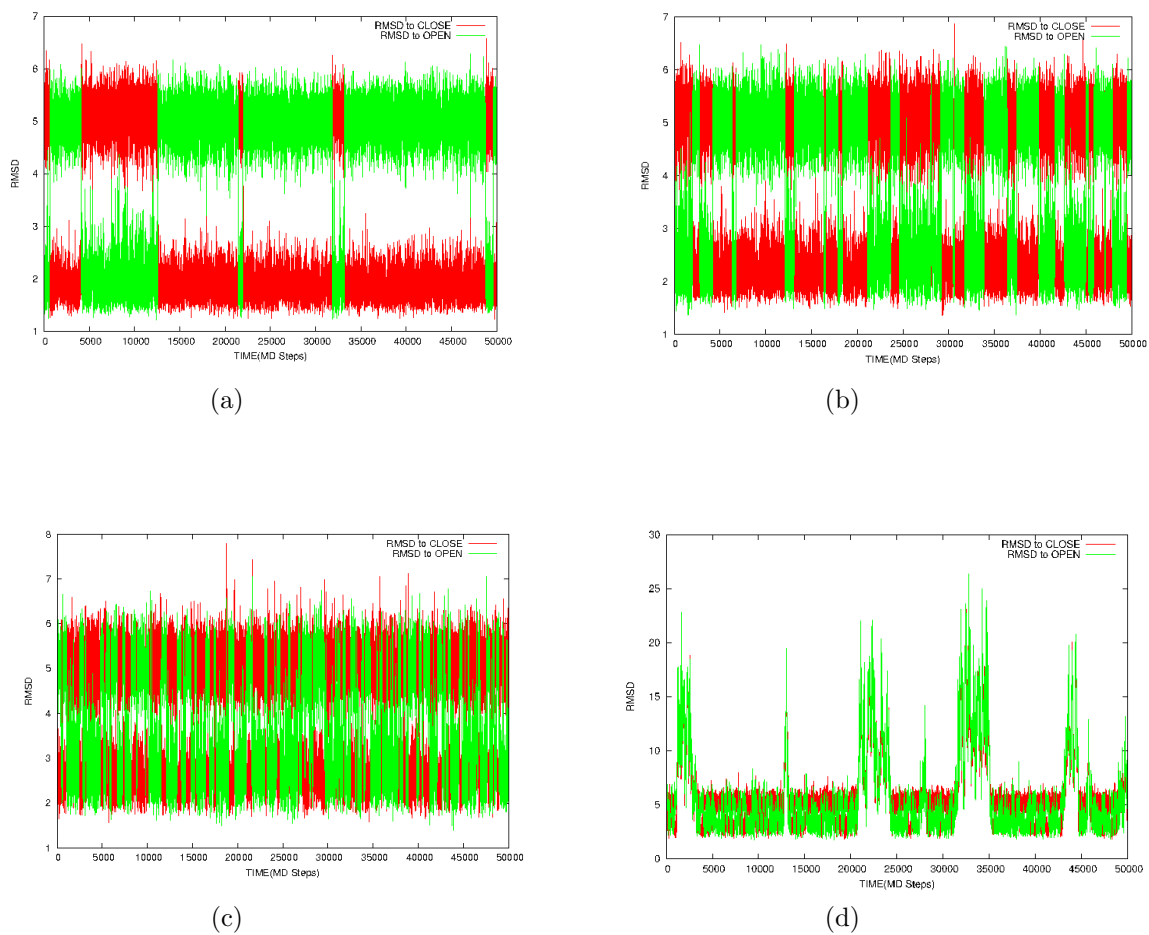 7
6
5
4
3
2
1
RMSD
RMSD to CLOSE
RMSD to OPEN
0 5000 10000 15000 20000 25000 30000 35000 40000 45000 50000
TIME(MD Steps)
(a)
7
6
5
4
3
2
1
RMSD
RMSD to CLOSE
RMSD to OPEN
0 5000 10000 15000 20000 25000 30000 35000 40000 45000 50000
TIME(MD Steps)
(b)
8
7
6
5
4
3
2
1
RMSD
RMSD to CLOSE
RMSD to OPEN
0 5000 10000 15000 20000 25000 30000 35000 40000 45000 50000
TIME(MD Steps)
(c)
30
25
20
15
10
5
0
RMSD
RMSD to CLOSE
RMSD to OPEN
0 5000 10000 15000 20000 25000 30000 35000 40000 45000 50000
TIME(MD Steps)
(d)